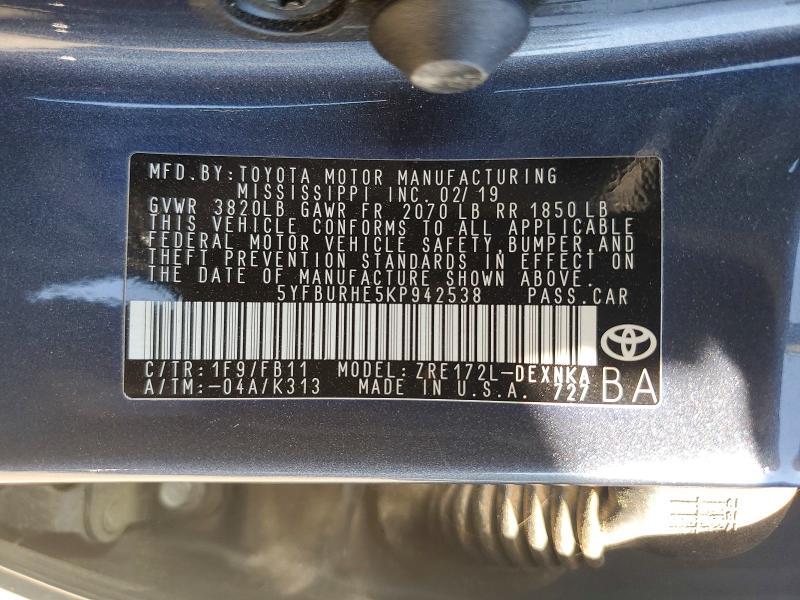 MFD. BY: TOYOTA MOTOR MANUFACTURING
MISSISSIPPI INC. 02/19
GVWR 3820LB GAWR FR 2070LB RR 1850LB
THIS VEHICLE CONFORMS TO ALL APPLICABLE
FEDERAL MOTOR VEHICLE SAFETY, BUMPER, AND
THEFT PREVENTION STANDARDS IN EFFECT ON
THE DATE OF MANUFACTURE SHOWN ABOVE.
5YFBURHE5KP942538 PASS. CAR
C/TR: 1F9/FB11 MODEL: ZRE172L-DEXNKA
A/TM: -04A/K313 MADE IN U.S.A. 727 BA